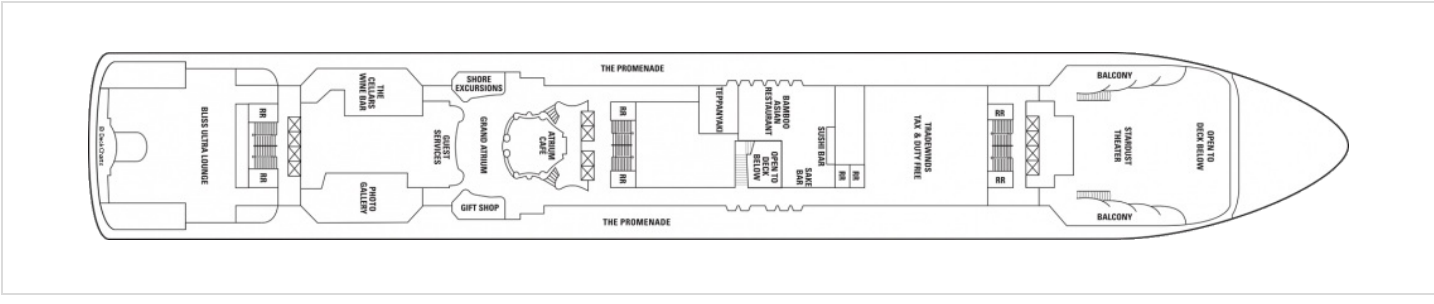 © DeckChatts
BLISS ULTRA LOUNGE
RR
RR
THE CELLARS
WINE BAR
PHOTO
GALLERY
GUEST
SERVICES
SHORE
EXCURSIONS
GRAND ATRIUM
GIFT SHOP
ATRIUM
CAFÉ
THE PROMENADE
THE PROMENADE
RR
RR
TEPPANYAKI
BAMBOO
ASIAN
RESTAURANT
OPEN TO
DECK
BELOW
SUSHI BAR
SAKE
BAR
RR
RR
TRADEWINDS
TAX & DUTY FREE
RR
RR
BALCONY
STARDUST
THEATER
BALCONY
OPEN TO
DECK BELOW